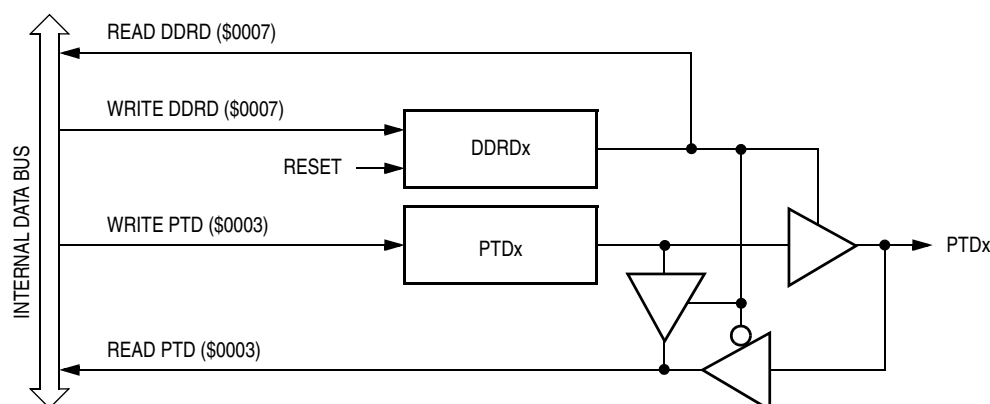 READ DDRD ($0007)
WRITE DDRD ($0007)
DDRDx
RESET
INTERNAL DATA BUS
WRITE PTD ($0003)
PTDx
PTDx
READ PTD ($0003)